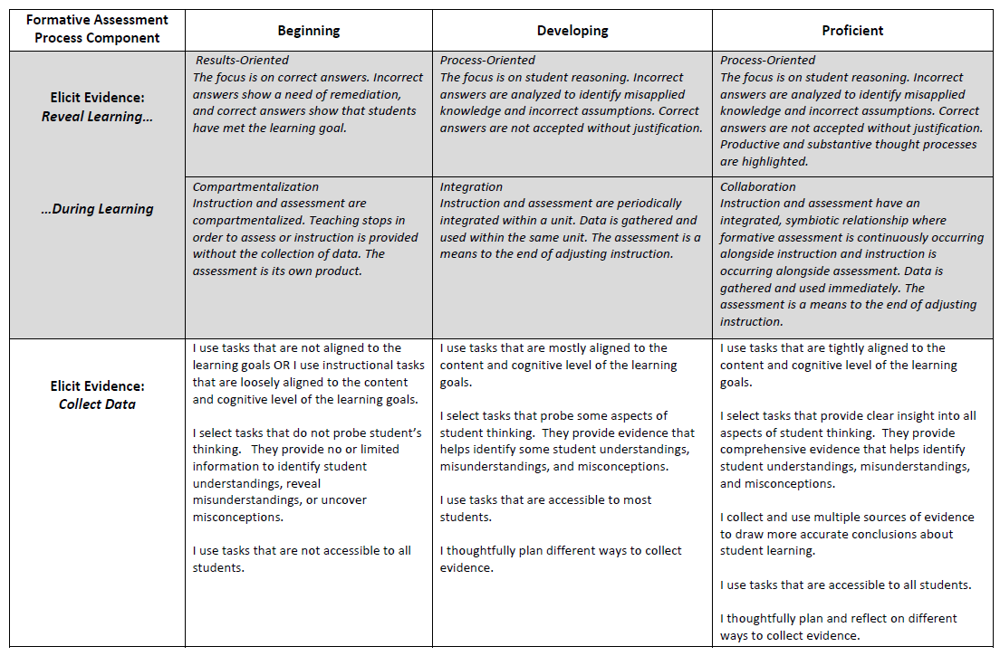 Formative Assessment
Process Component
Beginning
Developing
Proficient
Elicit Evidence:
Reveal Learning…
Results-Oriented
The focus is on correct answers. Incorrect
answers show a need of remediation,
and correct answers show that students
have met the learning goal.
Process-Oriented
The focus is on student reasoning. Incorrect
answers are analyzed to identify misapplied
knowledge and incorrect assumptions. Correct
answers are not accepted without justification.
Process-Oriented
The focus is on student reasoning. Incorrect
answers are analyzed to identify misapplied
knowledge and incorrect assumptions. Correct
answers are not accepted without justification.
Productive and substantive thought processes
are highlighted.
…During Learning
Compartmentalization
Instruction and assessment are
compartmentalized. Teaching stops in
order to assess or instruction is provided
without the collection of data. The
assessment is its own product.
Integration
Instruction and assessment are periodically
integrated within a unit. Data is gathered and
used within the same unit. The assessment is a
means to the end of adjusting instruction.
Collaboration
Instruction and assessment have an
integrated, symbiotic relationship where
formative assessment is continuously occurring
alongside instruction and instruction is
occurring alongside assessment. Data is
gathered and used immediately. The
assessment is a means to the end of adjusting
instruction.
Elicit Evidence:
Collect Data
I use tasks that are not aligned to the
learning goals OR I use instructional tasks
that are loosely aligned to the content
and cognitive level of the learning goals.
I select tasks that do not probe student's
thinking. They provide no or limited
information to identify student
understandings, reveal
misunderstandings, or uncover
misconceptions.
I use tasks that are not accessible to all
students.
I use tasks that are mostly aligned to the
content and cognitive level of the learning
goals.
I select tasks that probe some aspects of
student thinking. They provide evidence that
helps identify some student understandings,
misunderstandings, and misconceptions.
I use tasks that are accessible to most
students.
I thoughtfully plan different ways to collect
evidence.
I use tasks that are tightly aligned to the
content and cognitive level of the learning
goals.
I select tasks that provide clear insight into all
aspects of student thinking. They provide
comprehensive evidence that helps identify
student understandings, misunderstandings,
and misconceptions.
I collect and use multiple sources of evidence
to draw more accurate conclusions about
student learning.
I use tasks that are accessible to all students.
I thoughtfully plan and reflect on different
ways to collect evidence.